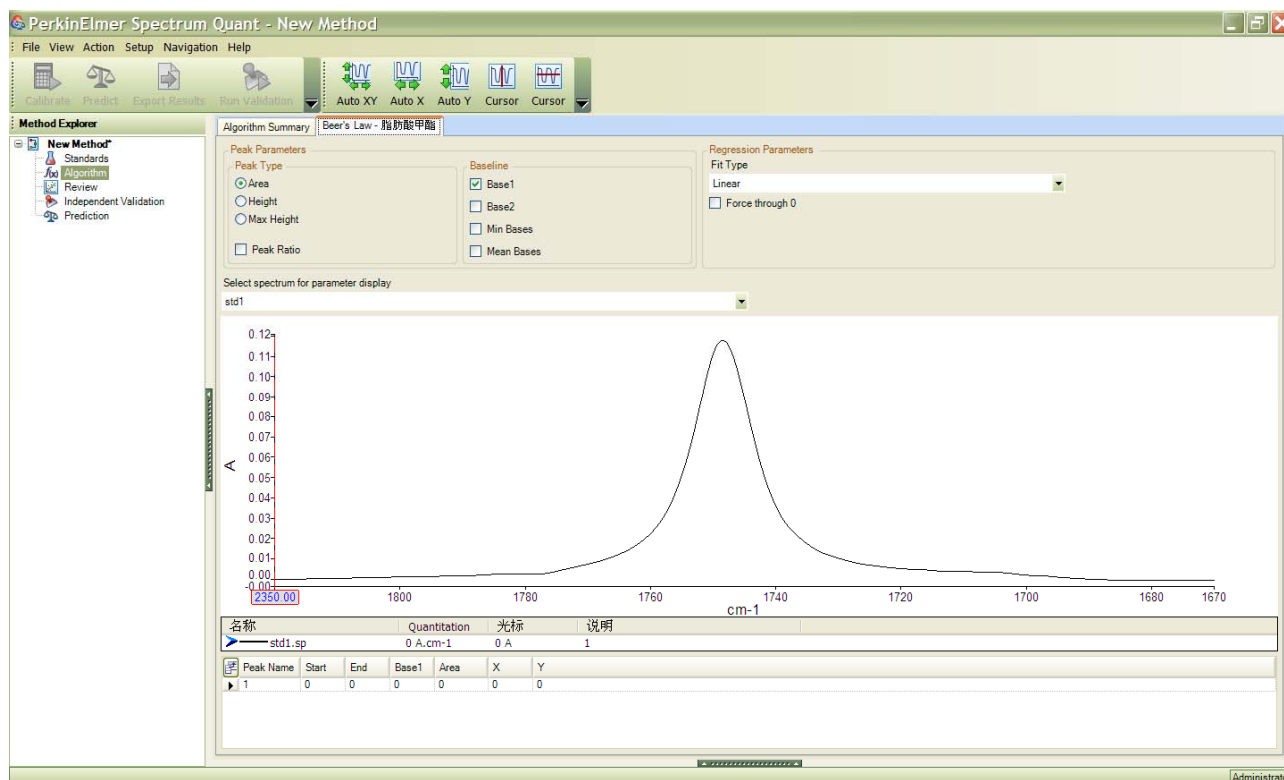 PerkinElmer Spectrum Quant - New Method
File View Action Setup Navigation Help
Calibrate Predict Export Results Run Validation Auto XY Auto X Auto Y Cursor Cursor
Method Explorer
New Method*
Standards
f(x) Algorithm
Review
Independent Validation
Prediction
Algorithm Summary Beer's Law - 脂肪酸甲酯
Peak Parameters
Peak Type
Area
Height
Max Height
Peak Ratio
Baseline
Base1
Base2
Min Bases
Mean Bases
Regression Parameters
Fit Type
Linear
Force through 0
Select spectrum for parameter display
std1
0.12
0.11
0.10
0.09
0.08
0.07
0.06
0.05
0.04
0.03
0.02
0.01
0.00
-0.00
A
2350.00 1800 1780 1760 1740 1720 1700 1680 1670
cm-1
名称 Quantitation 光标 说明
std1.sp 0 A.cm-1 0 A 1
Peak Name Start End Base1 Area X Y
1 0 0 0 0 0 0